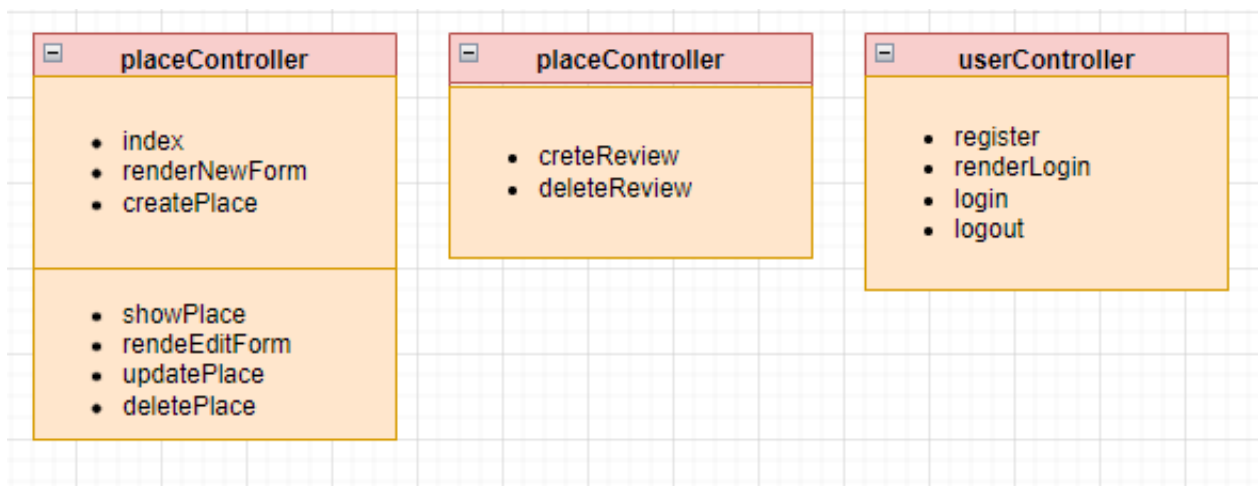 placeController
index
renderNewForm
createPlace
showPlace
rendeEditForm
updatePlace
deletePlace
placeController
creteReview
deleteReview
userController
register
renderLogin
login
logout